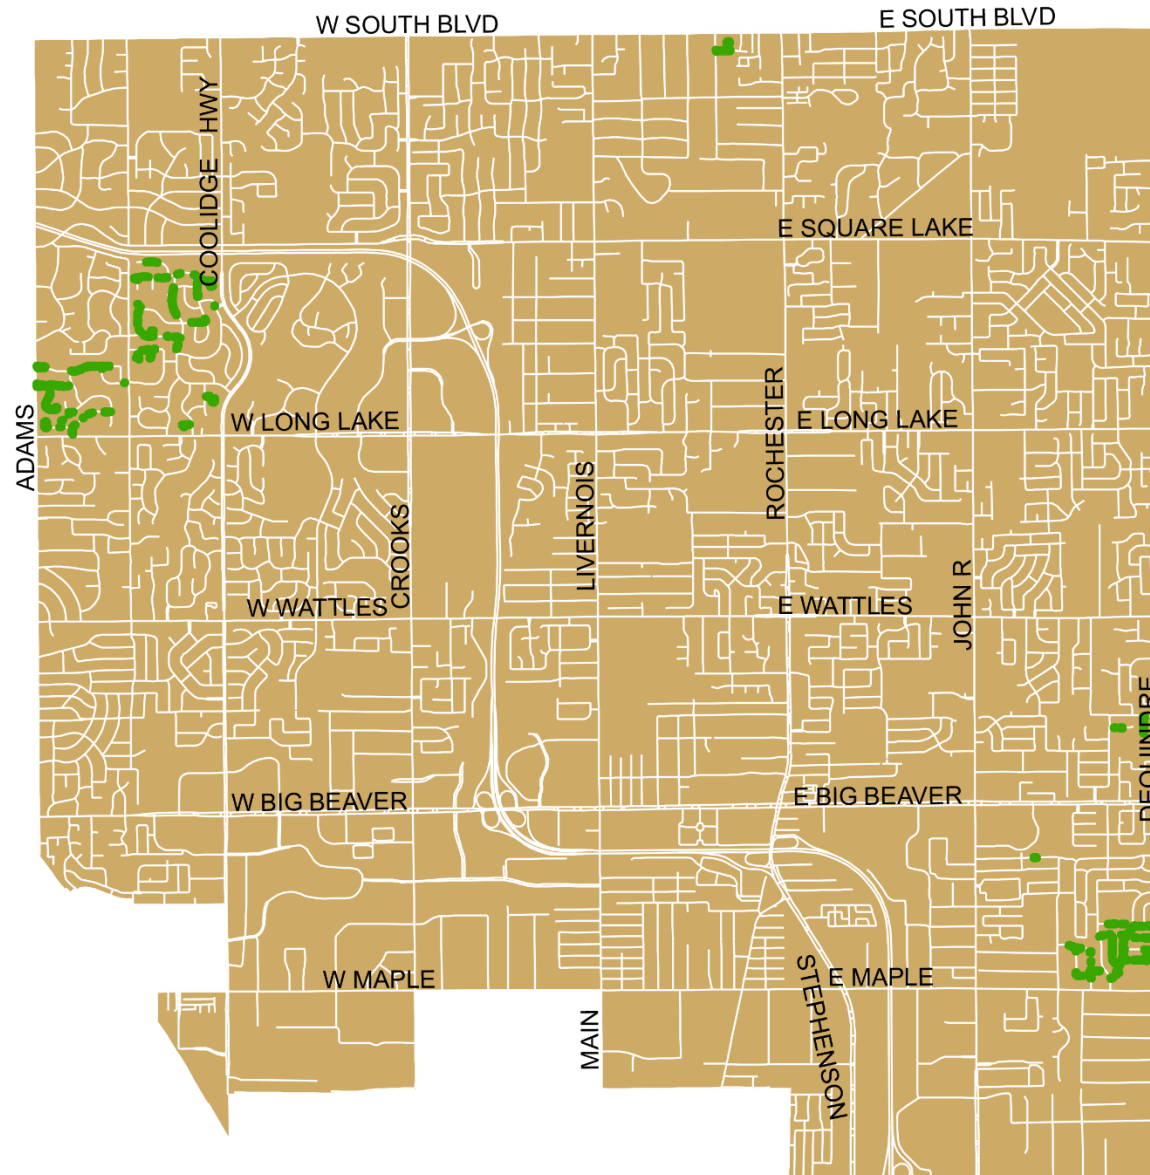 W SOUTH BLVD
E SOUTH BLVD
COOLIDGE HWY
E SQUARE LAKE
ADAMS
W LONG LAKE
E LONG LAKE
ROCHESTER
CROOKS
LIVERNOIS
W WATTLES
E WATTLES
JOHN R
DEQUINDRE
W BIG BEAVER
E BIG BEAVER
W MAPLE
E MAPLE
STEPHENSON
MAIN